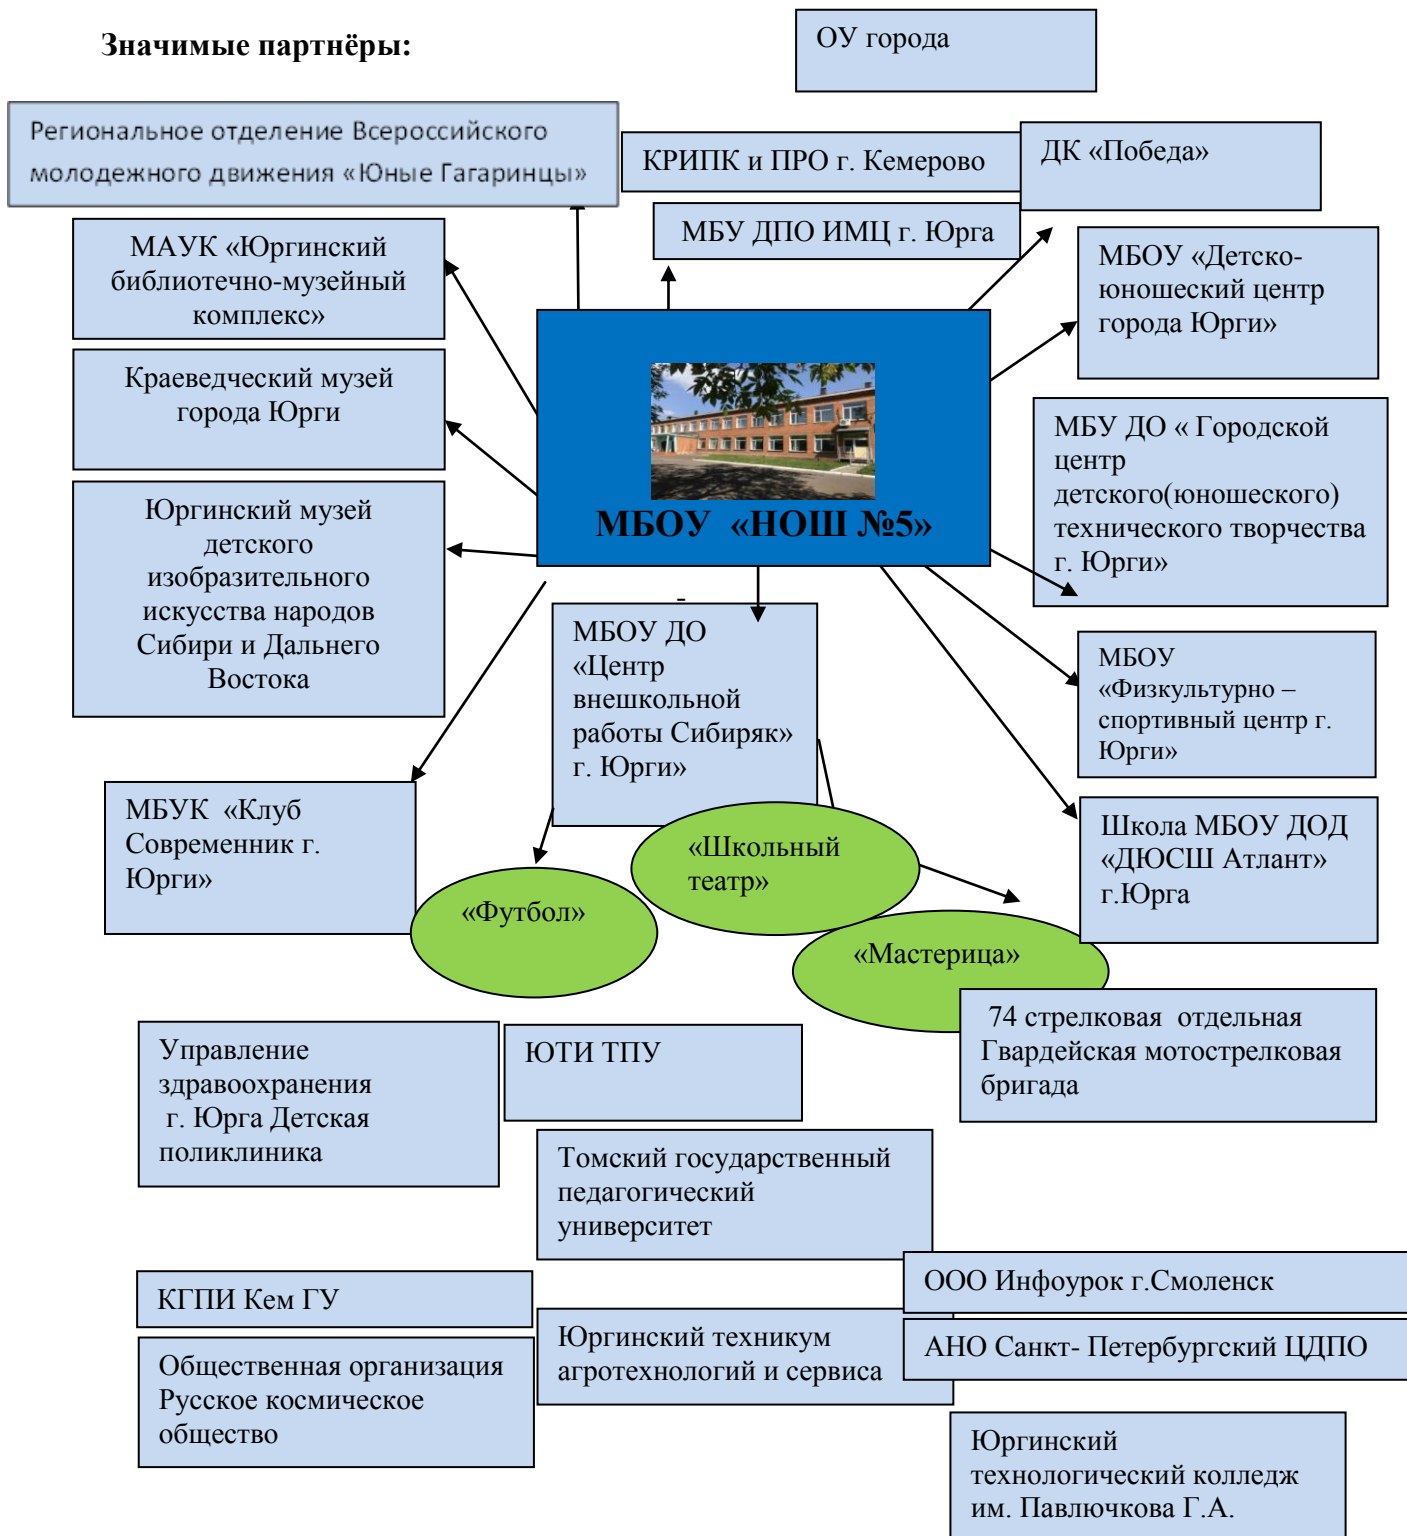 Значимые партнёры:
ОУ города
Региональное отделение Всероссийского
молодежного движения «Юные Гагаринцы»
КРИПК и ПРО г. Кемерово
ДК «Победа»
МБУ ДПО ИМЦ г. Юрга
МАУК «Юргинский
библиотечно-музейный
комплекс»
МБОУ «Детско-
юношеский центр
города Юрги»
Краеведческий музей
города Юрги
МБОУ «НОШ №5»
МБУ ДО « Городской
центр
детского(юношеского)
технического творчества
г. Юрги»
Юргинский музей
детского
изобразительного
искусства народов
Сибири и Дальнего
Востока
-
МБОУ ДО
«Центр
внешкольной
работы Сибиряк»
г. Юрги»
МБОУ
«Физкультурно –
спортивный центр г.
Юрги»
МБУК «Клуб
Современник г.
Юрги»
Школа МБОУ ДОД
«ДЮСШ Атлант»
г.Юрга
«Школьный
театр»
«Футбол»
«Мастерица»
74 стрелковая отдельная
Гвардейская мотострелковая
бригада
Управление
здравоохранения
г. Юрга Детская
поликлиника
ЮТИ ТПУ
Томский государственный
педагогический
университет
ООО Инфоурок г.Смоленск
КГПИ Кем ГУ
Юргинский техникум
агротехнологий и сервиса
АНО Санкт- Петербургский ЦДПО
Общественная организация
Русское космическое
общество
Юргинский
технологический колледж
им. Павлючкова Г.А.